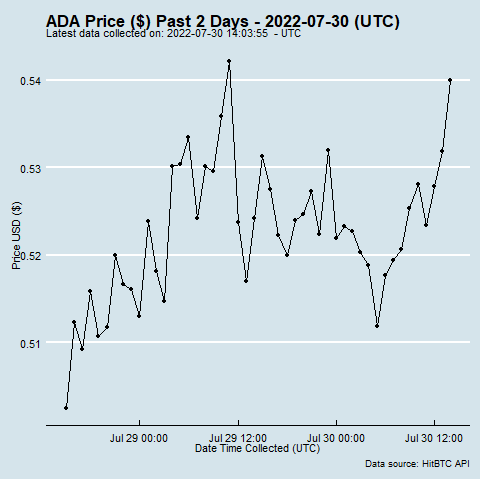 ADA Price ($) Past 2 Days - 2022-07-30 (UTC)
Latest data collected on: 2022-07-30 14:03:55  - UTC
Price USD ($)
0.54
0.53
0.52
0.51
Jul 29 00:00
Jul 29 12:00
Jul 30 00:00
Jul 30 12:00
Date Time Collected (UTC)
Data source: HitBTC API